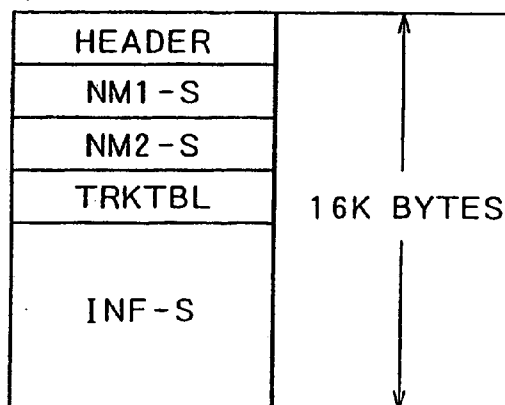 HEADER
NM1-S
NM2-S
TRKTBL
16K BYTES
INF-S